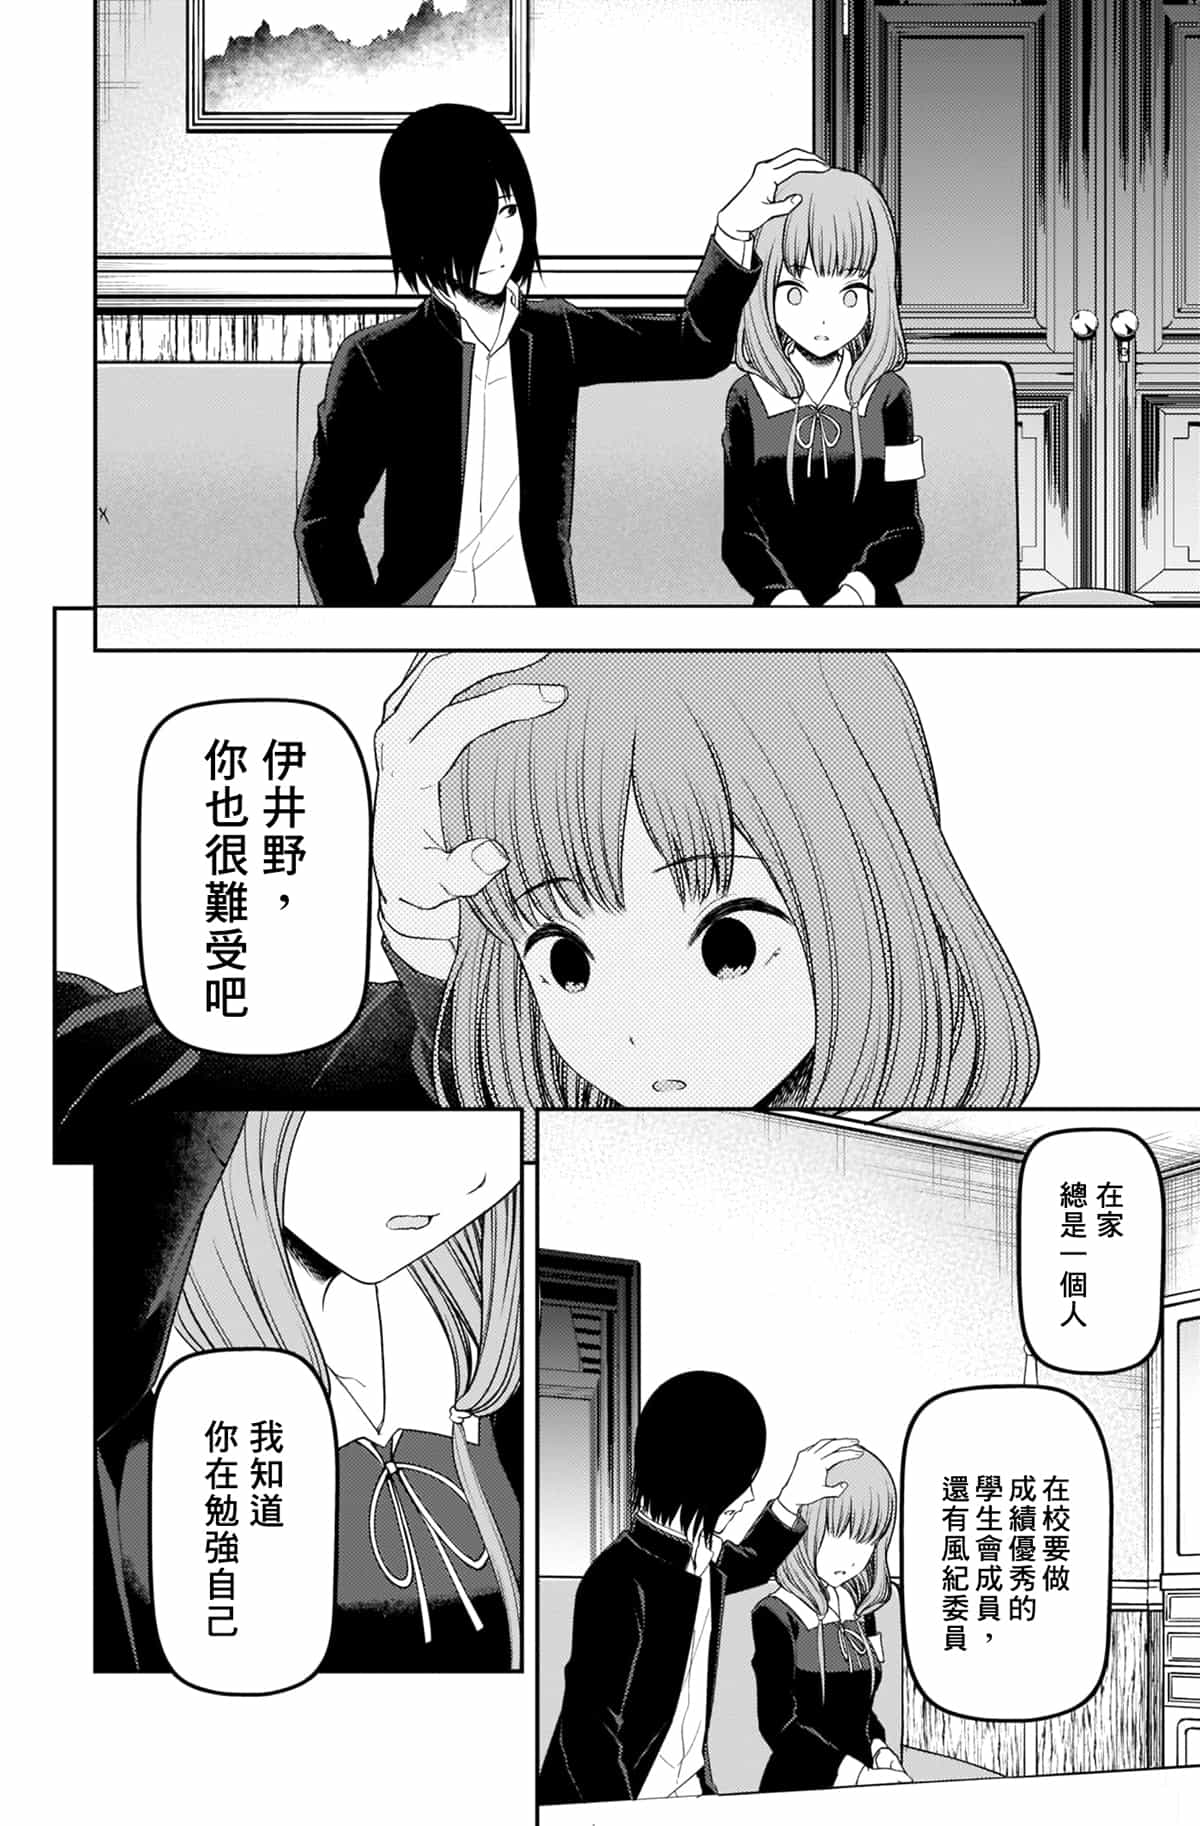 伊井野，
你也很難受吧
在家
總是一個人
在校要做
成績優秀的
學生會成員，
還有風紀委員
我知道
你在勉強自己